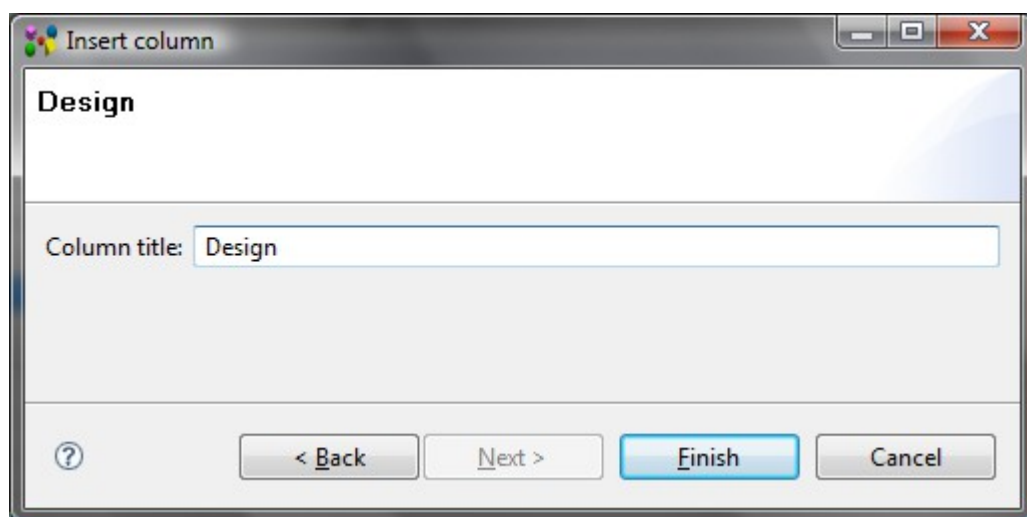 Insert column
Design
Column title: Design
? < Back Next > Finish Cancel